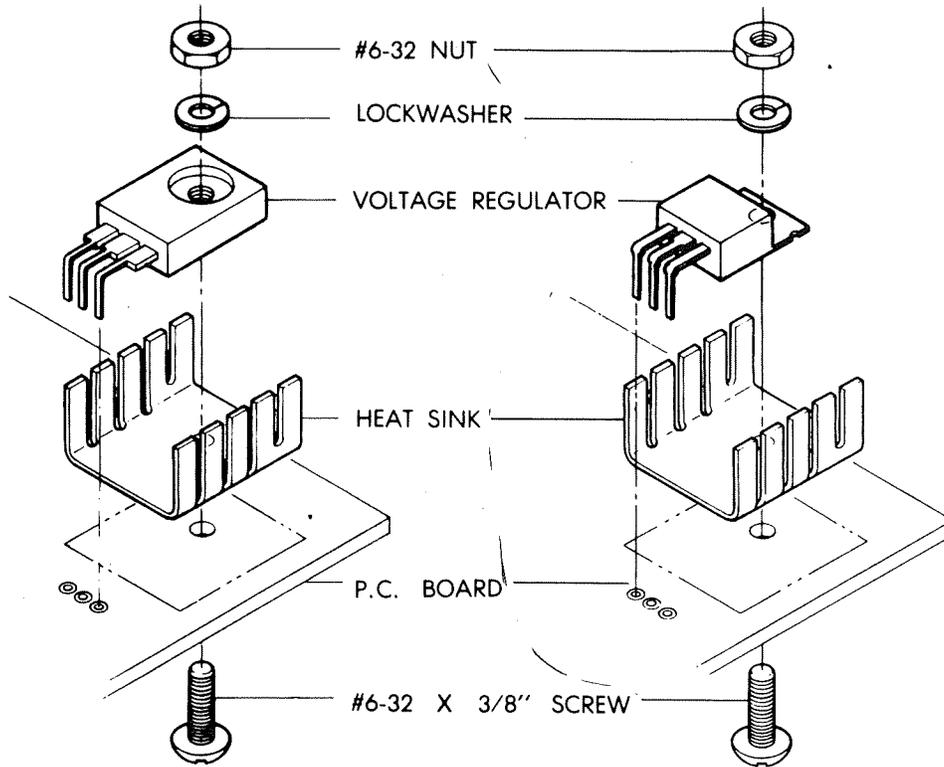 #6-32 NUT
LOCKWASHER
VOLTAGE REGULATOR
HEAT SINK
P.C. BOARD
#6-32 X 3/8" SCREW